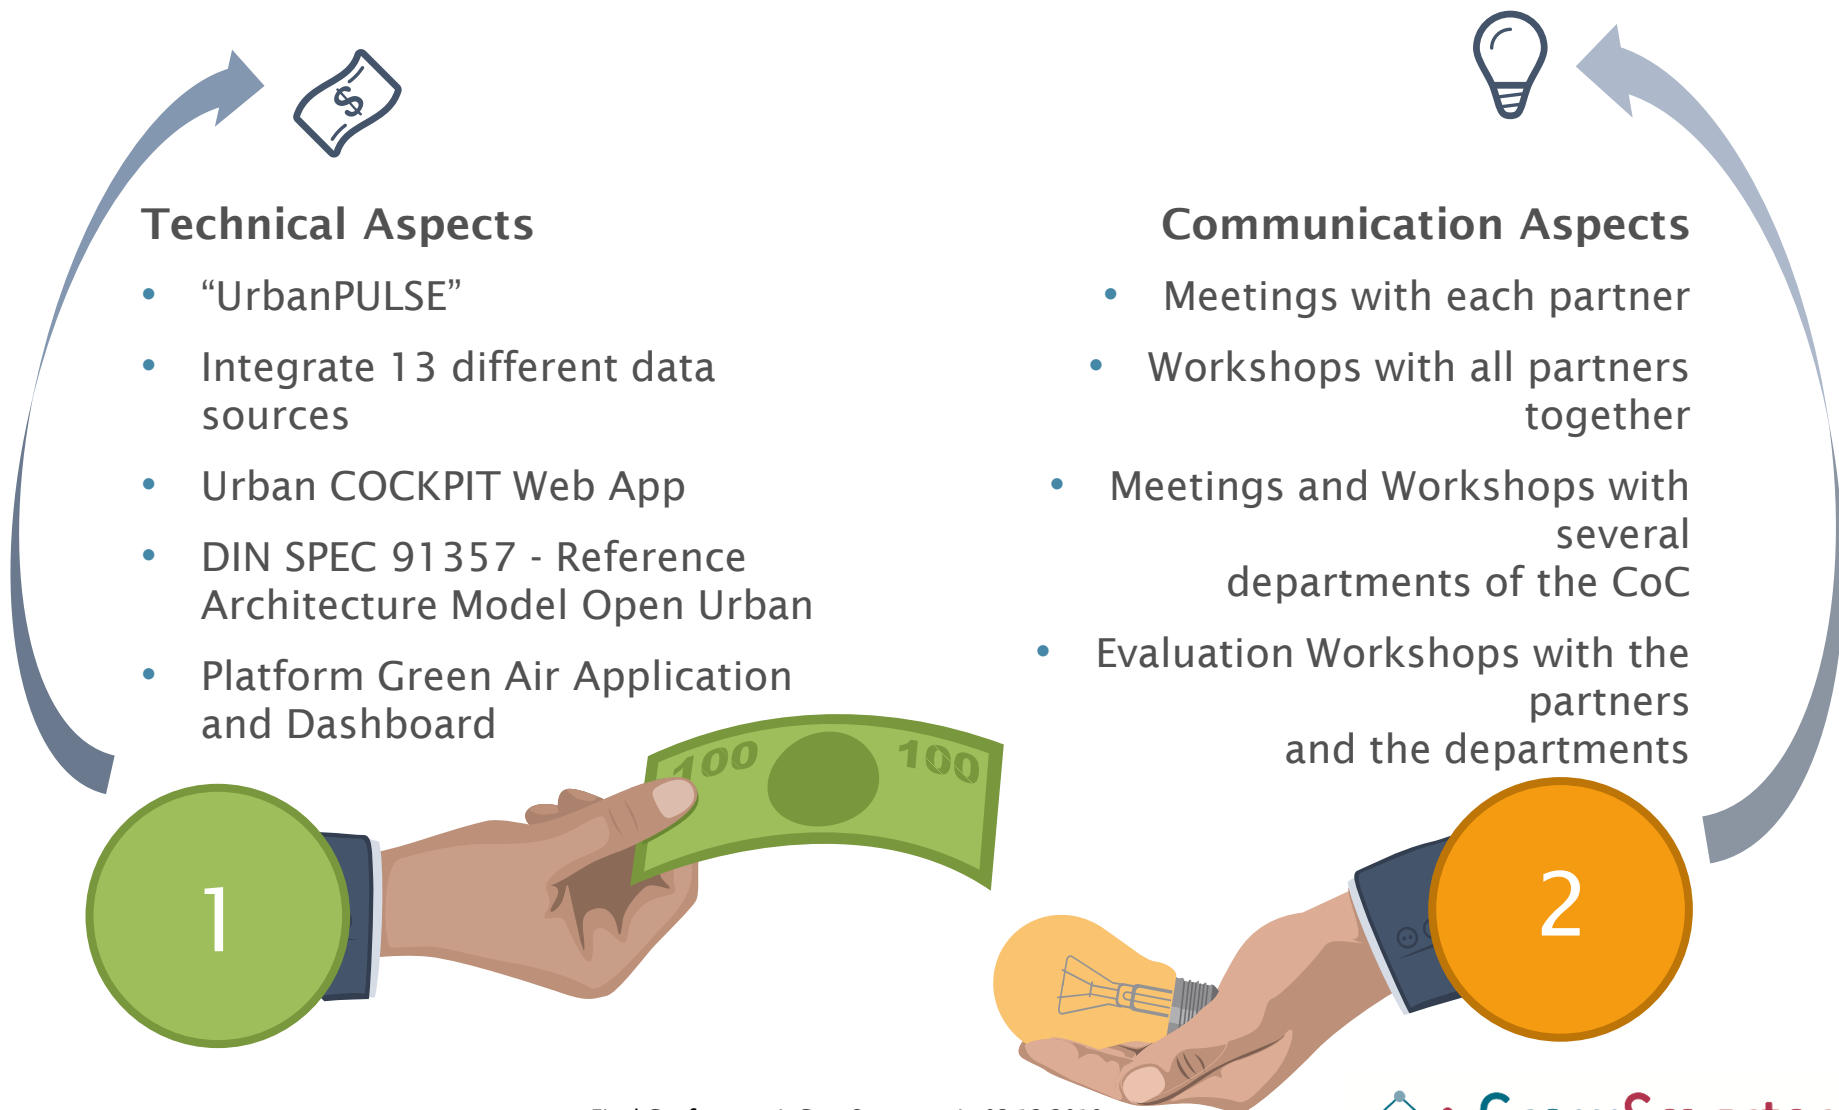 Technical Aspects
• “UrbanPULSE”
• Integrate 13 different data
sources
• Urban COCKPIT Web App
• DIN SPEC 91357 - Reference
Architecture Model Open Urban
• Platform Green Air Application
and Dashboard
Communication Aspects
• Meetings with each partner
• Workshops with all partners
together
• Meetings and Workshops with
several
departments of the CoC
• Evaluation Workshops with the
partners
and the departments
100 100
1
2